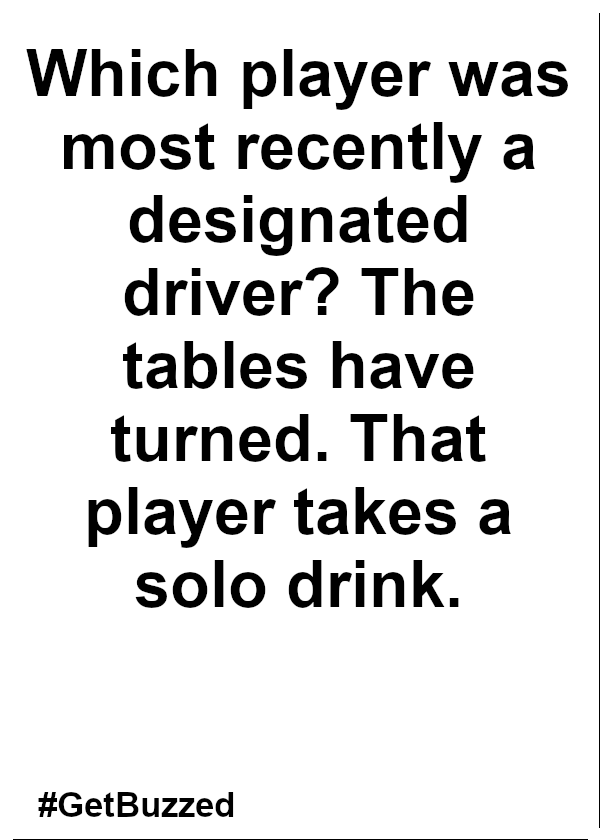 Which player was
most recently a
designated
driver? The
tables have
turned. That
player takes a
solo drink.
#GetBuzzed